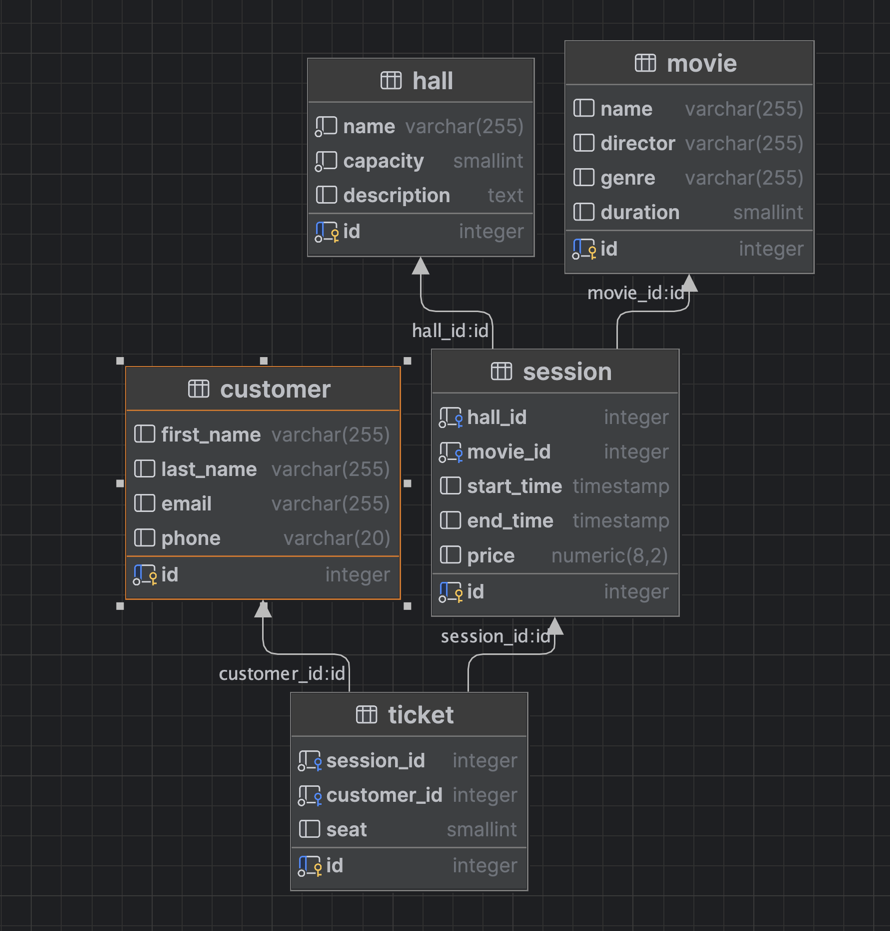 hall
name varchar(255)
capacity smallint
description text
id integer
movie
name varchar(255)
director varchar(255)
genre varchar(255)
duration smallint
id integer
hall_id:id
movie_id:id
customer
first_name varchar(255)
last_name varchar(255)
email varchar(255)
phone varchar(20)
id integer
session
hall_id integer
movie_id integer
start_time timestamp
end_time timestamp
price numeric(8,2)
id integer
customer_id:id
session_id:id
ticket
session_id integer
customer_id integer
seat smallint
id integer